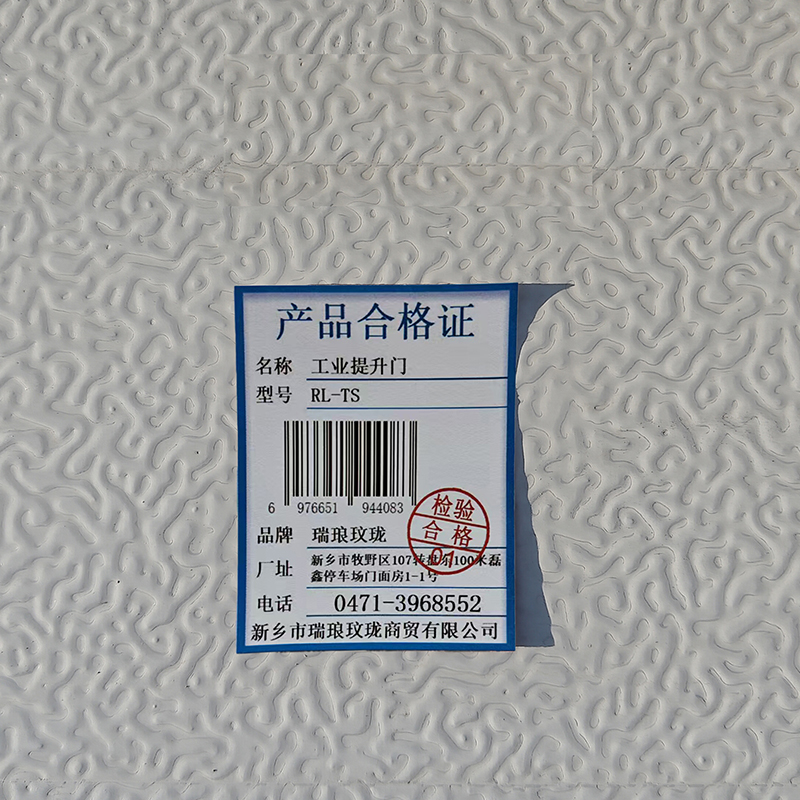 产品合格证
名称 工业提升门
型号 RL-TS
6 976651 944083
检验
合格
01
品牌 瑞琅玟珑
厂址 新乡市牧野区107转盘东100米磊
鑫停车场门面房1-1号
电话 0471-3968552
新乡市瑞琅玟珑商贸有限公司